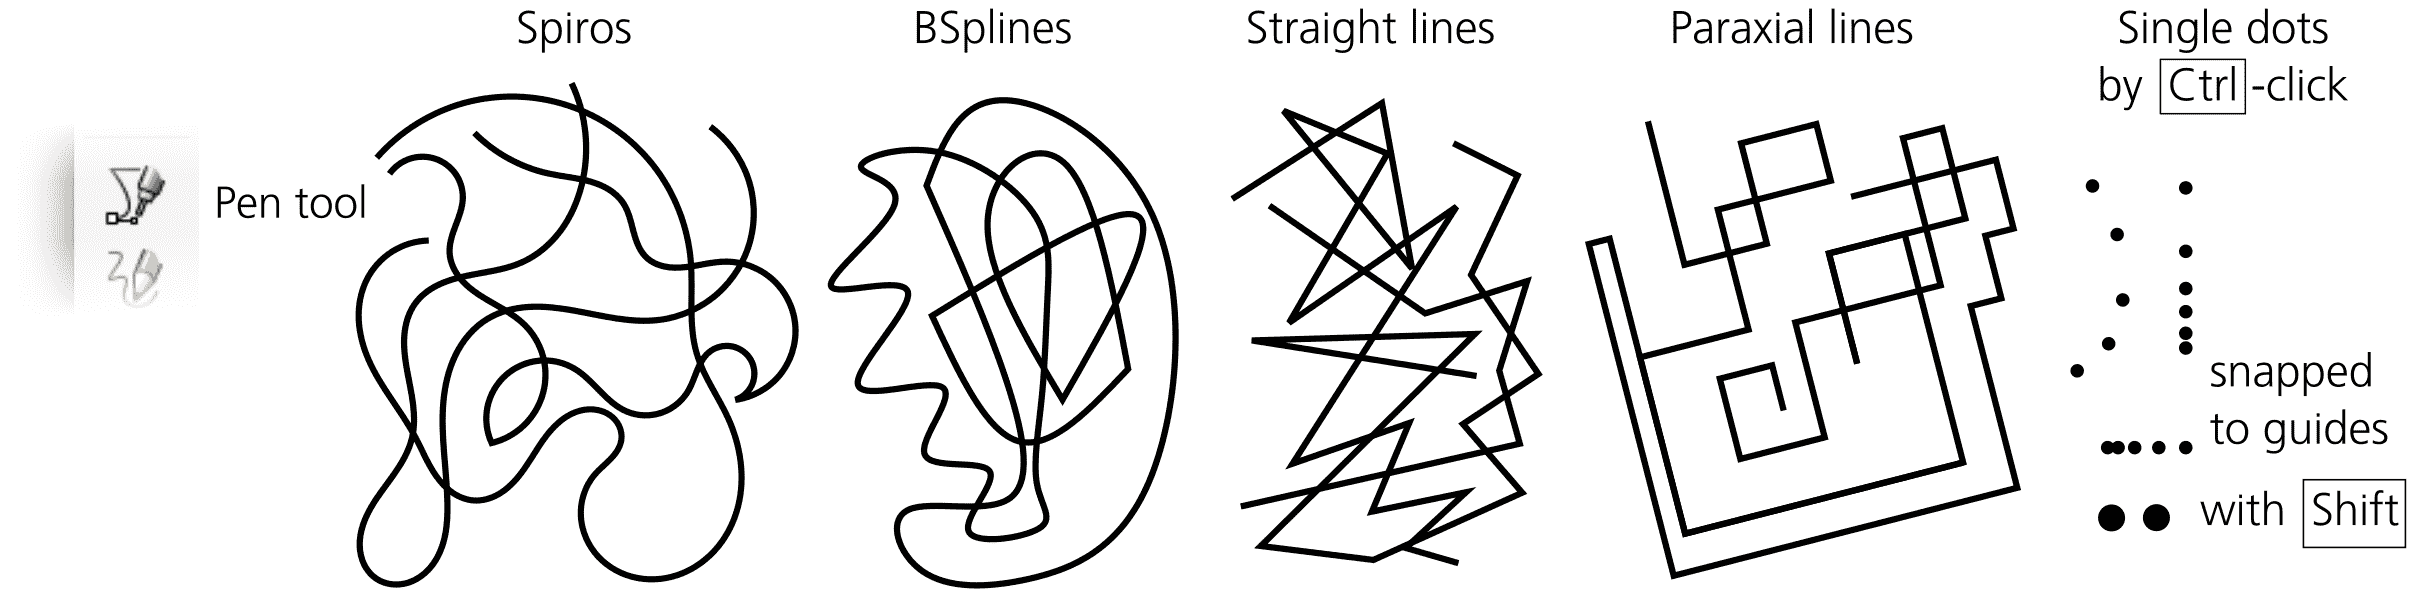 Spiros
BSplines
Straight lines
Paraxial lines
Single dots
by Ctrl-click
Pen tool
snapped
to guides
with Shift